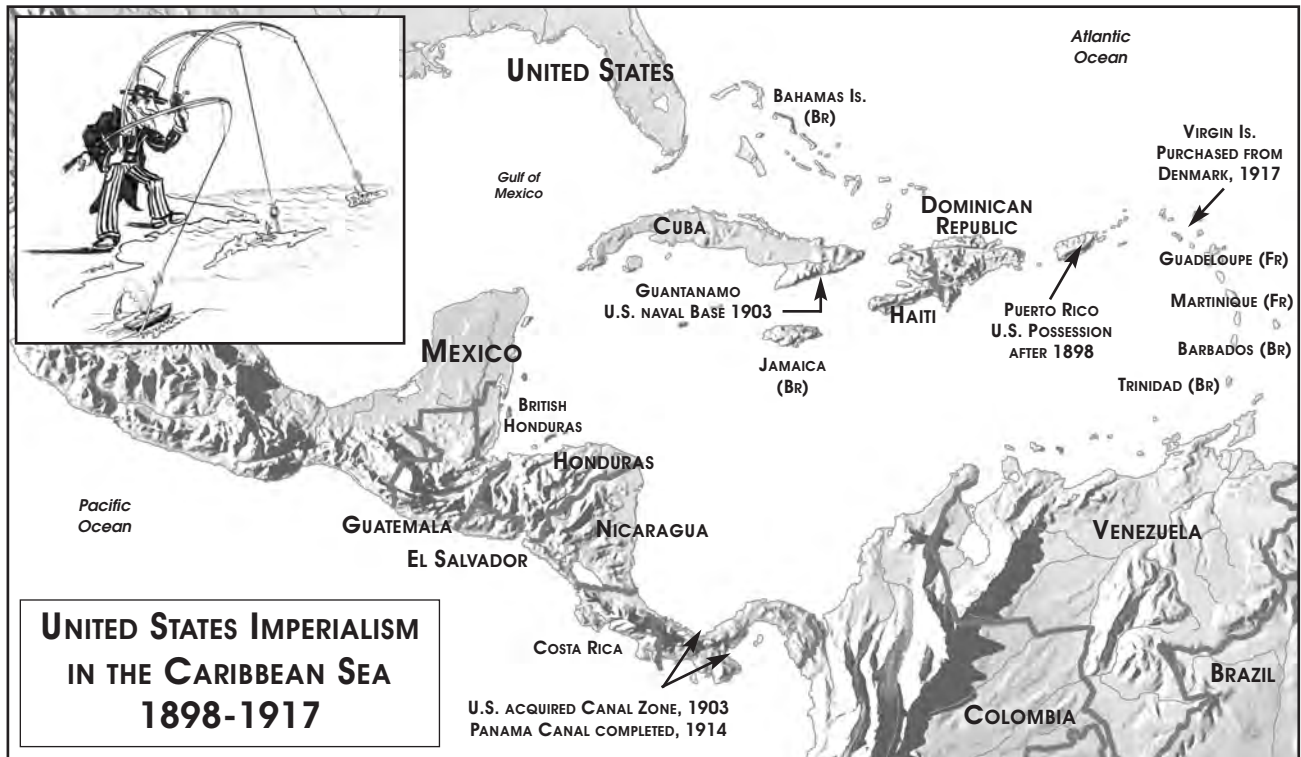 UNITED STATES
Atlantic
Ocean
BAHAMAS IS.
(BR)
VIRGIN IS.
PURCHASED FROM
DENMARK, 1917
Gulf of
Mexico
CUBA
DOMINICAN
REPUBLIC
GUADELOUPE (FR)
GUANTANAMO
U.S. NAVAL BASE 1903
HAITI
PUERTO RICO
U.S. POSSESSION
AFTER 1898
MARTINIQUE (FR)
MEXICO
JAMAICA
(BR)
BARBADOS (BR)
TRINIDAD (BR)
BRITISH
HONDURAS
HONDURAS
Pacific
Ocean
GUATEMALA
NICARAGUA
VENEZUELA
EL SALVADOR
UNITED STATES IMPERIALISM
IN THE CARIBBEAN SEA
1898-1917
COSTA RICA
BRAZIL
U.S. ACQUIRED CANAL ZONE, 1903
PANAMA CANAL COMPLETED, 1914
COLOMBIA